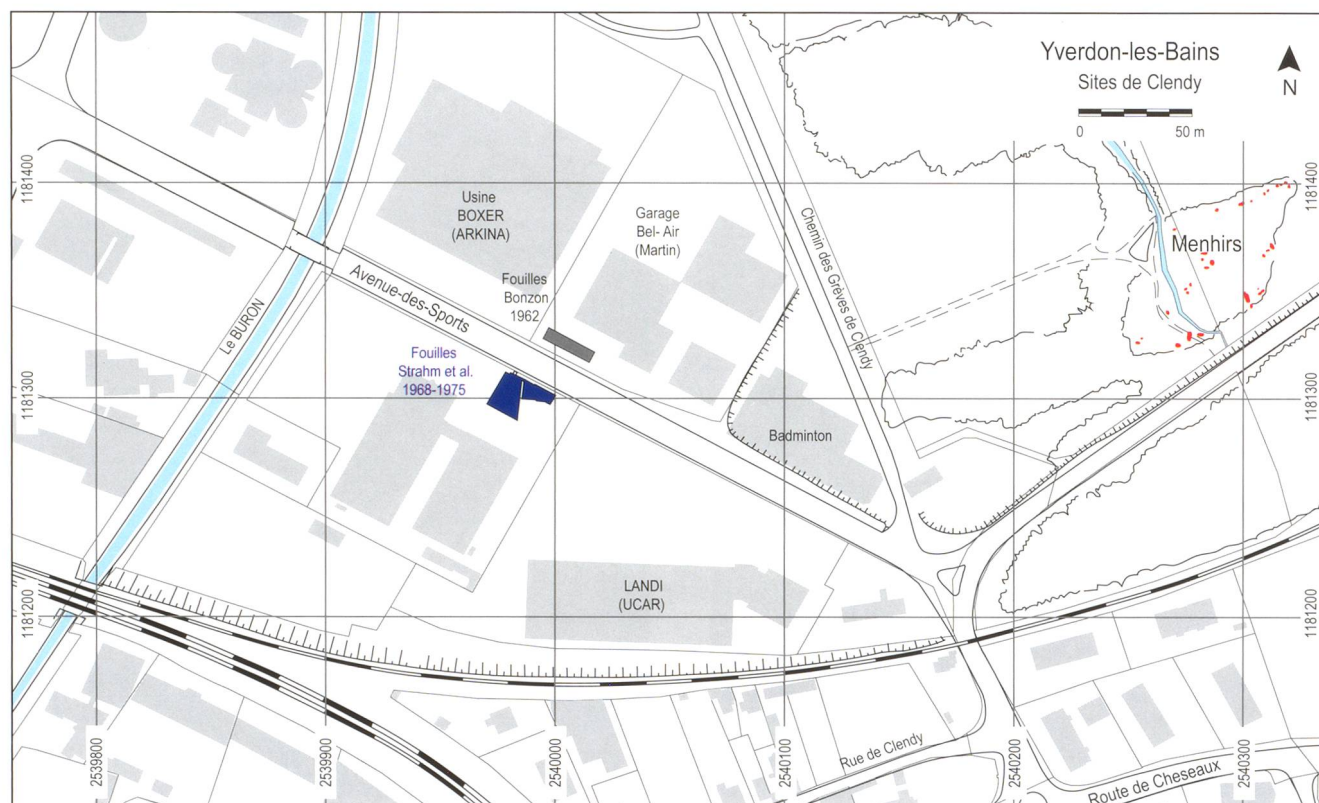 Yverdon-les-Bains
Sites de Clendy
N
0
50 m
1181400
1181400
Usine
BOXER
(ARKINA)
Garage
Bel- Air
(Martin)
Chemin des Grèves de Clendy
Menhirs
Avenue-des-Sports
Fouilles
Bonzon
1962
Le BURON
Fouilles
Strahm et al.
1968-1975
1181300
1181300
Badminton
LANDI
(UCAR)
1181200
1181200
2539800
2539900
2540000
2540100
2540200
2540300
Rue de Clendy
Route de Cheseaux